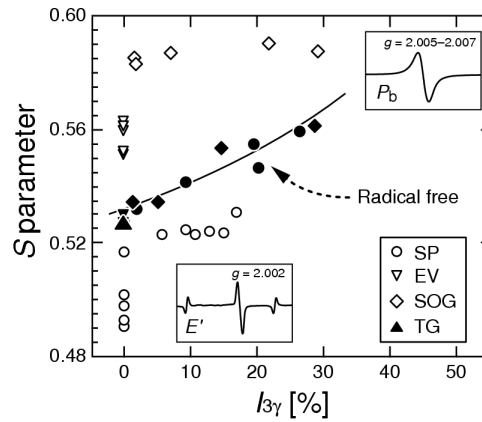 0.60
0.56
0.52
0.48
S parameter
0
10
20
30
40
50
I3γ [%]
g = 2.005–2.007
Pb
Radical free
g = 2.002
E'
SP
EV
SOG
TG